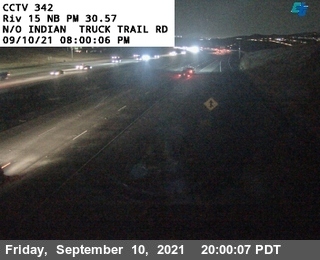 CCTV 342
Riv 15 NB PM 30.57
N/O INDIAN TRUCK TRAIL RD
09/10/21 08:00:06 PM
Friday, September 10, 2021 20:00:07 PDT